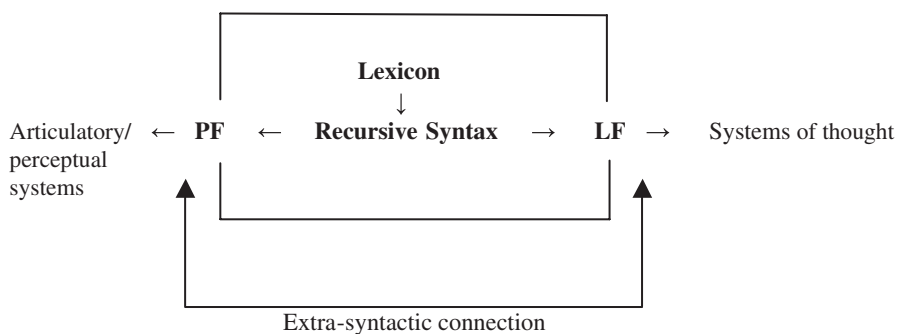 Lexicon
↓
Articulatory/ ← PF ← Recursive Syntax → LF → Systems of thought
perceptual
systems
Extra-syntactic connection